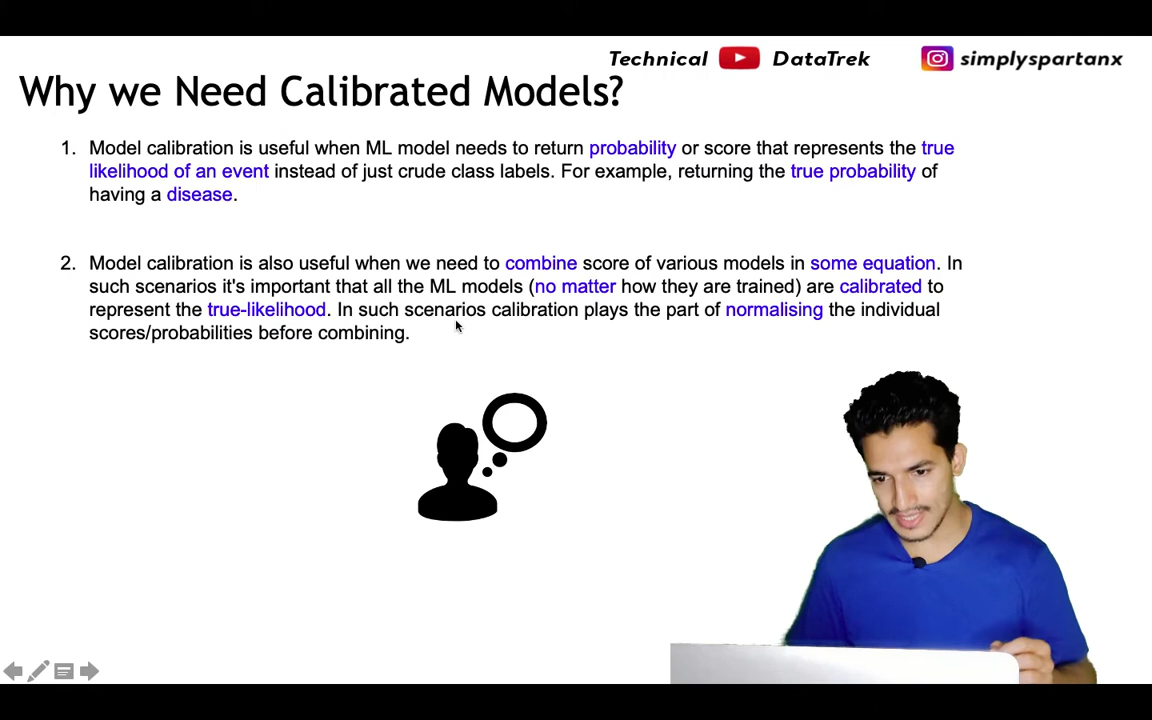 Technical DataTrek simplyspartanx
Why we Need Calibrated Models?
1. Model calibration is useful when ML model needs to return probability or score that represents the true
likelihood of an event instead of just crude class labels. For example, returning the true probability of
having a disease.
2. Model calibration is also useful when we need to combine score of various models in some equation. In
such scenarios it's important that all the ML models (no matter how they are trained) are calibrated to
represent the true-likelihood. In such scenarios calibration plays the part of normalising the individual
scores/probabilities before combining.